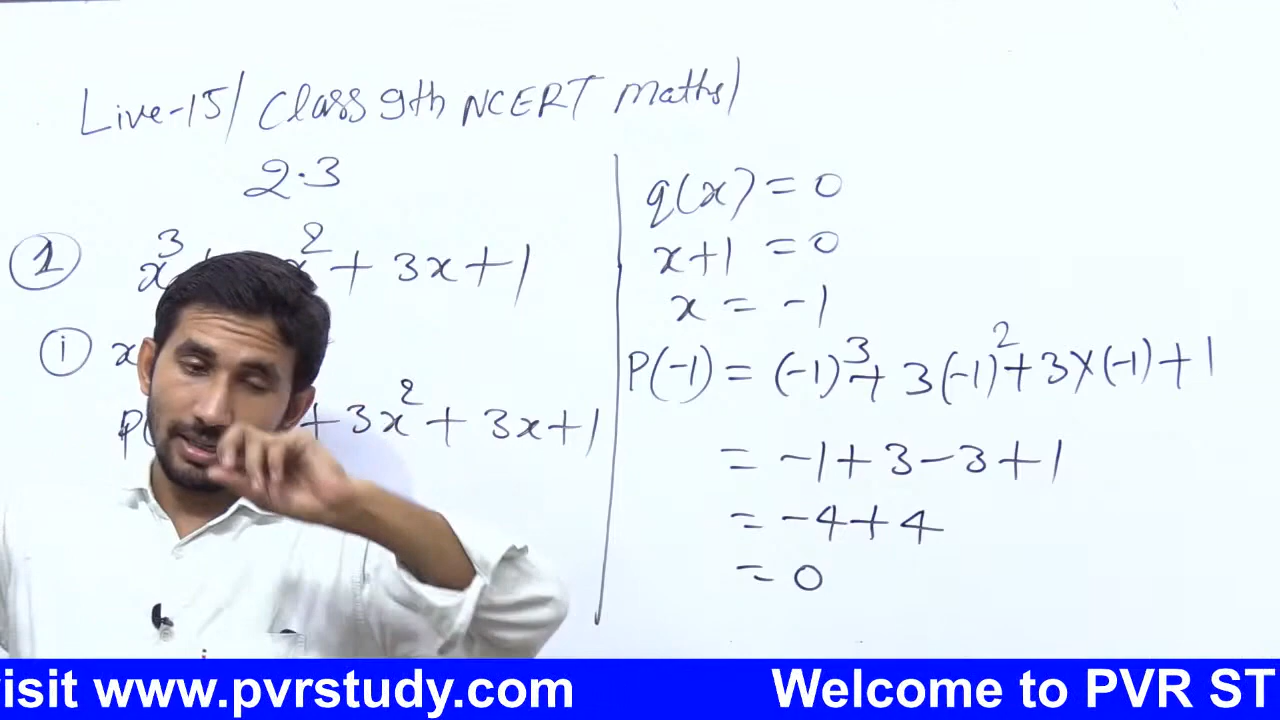 Live-15/ Class 9th NCERT Maths/
2.3
① x³ x² + 3x + 1
ⓘ x
P( + 3x² + 3x + 1
q(x) = 0
x + 1 = 0
x = -1
P(-1) = (-1)³ + 3(-1)² + 3×(-1) + 1
= -1 + 3 - 3 + 1
= -4 + 4
= 0
isit www.pvrstudy.com Welcome to PVR ST